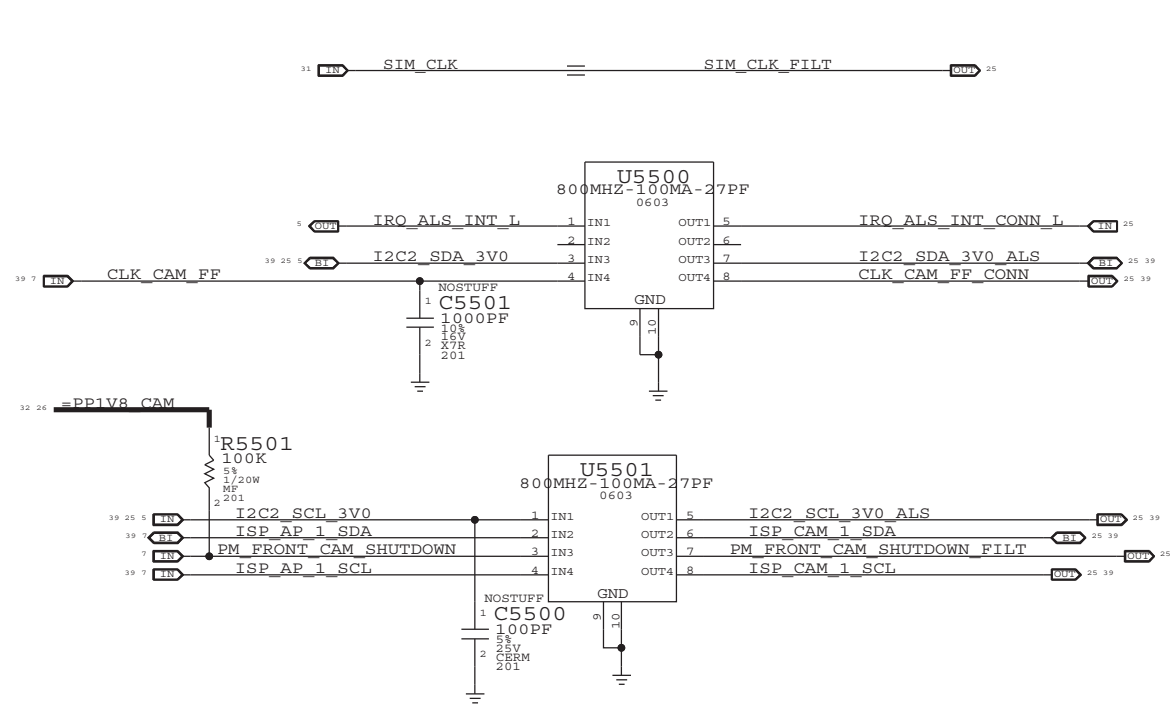 31 IN SIM_CLK SIM_CLK_FILT OUT 25
U5500
800MHZ-100MA-27PF
0603
5 OUT IRO_ALS_INT_L 1 IN1 OUT1 5 IRO_ALS_INT_CONN_L IN 25
2 IN2 OUT2 6
39 25 5 BI I2C2_SDA_3V0 3 IN3 OUT3 7 I2C2_SDA_3V0_ALS BI 25 39
39 7 IN CLK_CAM_FF 4 IN4 OUT4 8 CLK_CAM_FF_CONN OUT 25 39
GND
9 10
NOSTUFF
1 C5501
1000PF
10%
16V
2 X7R
201
32 26 =PP1V8_CAM
1 R5501
100K
5%
1/20W
MF
2 201
U5501
800MHZ-100MA-27PF
0603
39 25 5 IN I2C2_SCL_3V0 1 IN1 OUT1 5 I2C2_SCL_3V0_ALS OUT 25 39
39 7 BI ISP_AP_1_SDA 2 IN2 OUT2 6 ISP_CAM_1_SDA BI 25 39
7 IN PM_FRONT_CAM_SHUTDOWN 3 IN3 OUT3 7 PM_FRONT_CAM_SHUTDOWN_FILT OUT 25
39 7 IN ISP_AP_1_SCL 4 IN4 OUT4 8 ISP_CAM_1_SCL OUT 25 39
GND
9 10
NOSTUFF
1 C5500
100PF
5%
25V
2 CERM
201